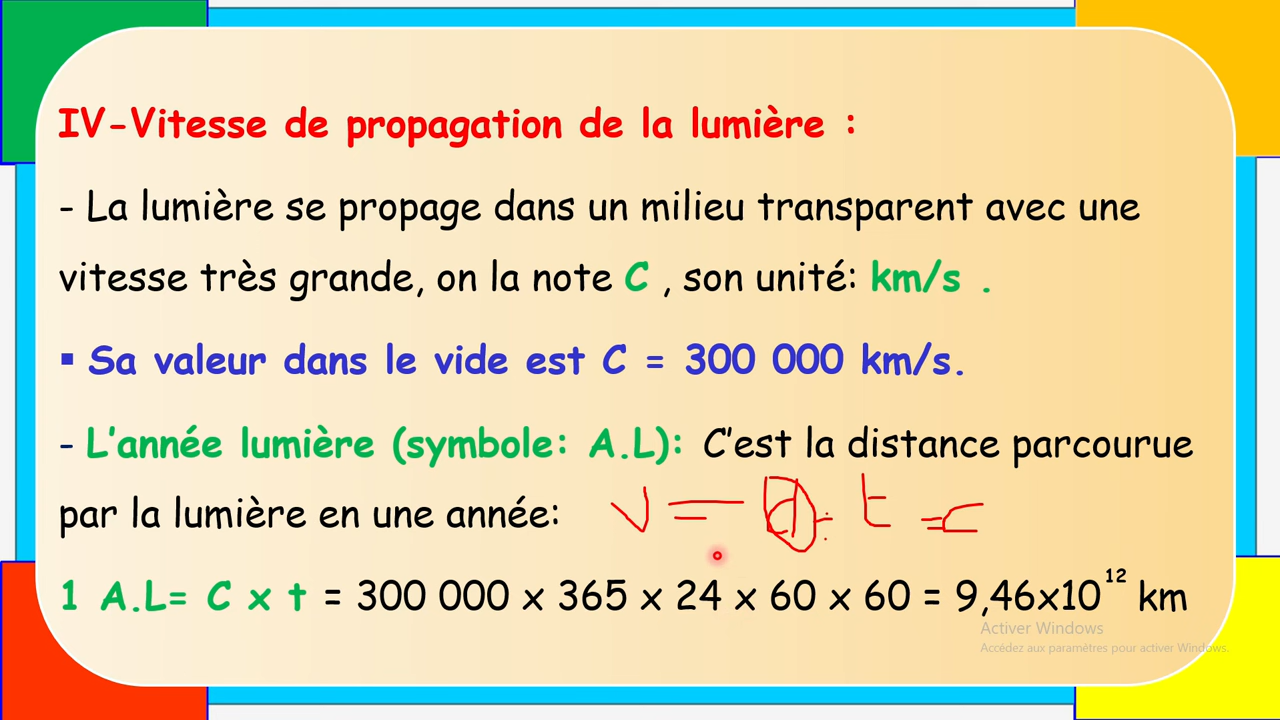 IV-Vitesse de propagation de la lumière :
- La lumière se propage dans un milieu transparent avec une
vitesse très grande, on la note C , son unité: km/s .
▪ Sa valeur dans le vide est C = 300 000 km/s.
- L'année lumière (symbole: A.L): C'est la distance parcourue
par la lumière en une année: v = d ÷ t = c
1 A.L= C x t = 300 000 x 365 x 24 x 60 x 60 = 9,46x10¹² km
Activer Windows
Accédez aux paramètres pour activer Windows.